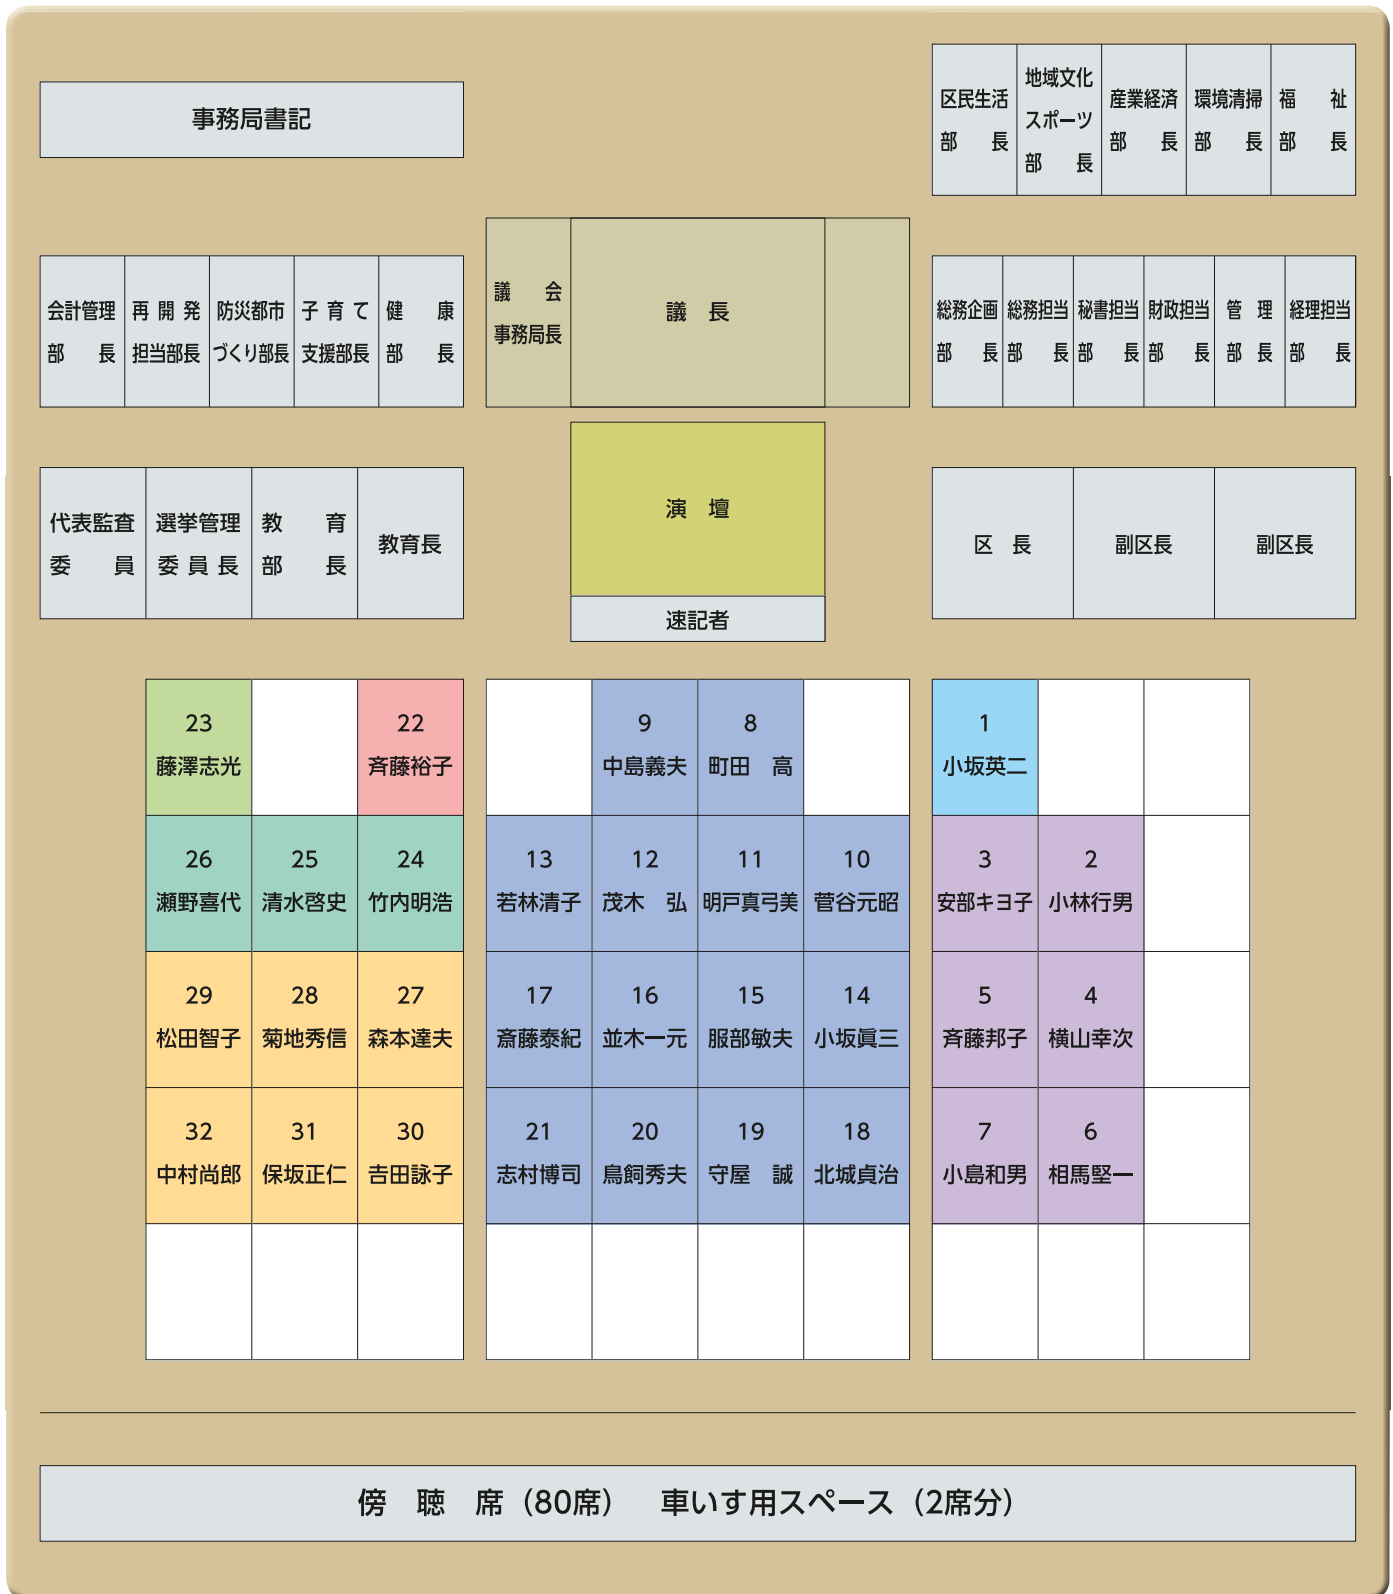 事務局書記
区民生活
部　長
地域文化
スポーツ
部　長
産業経済
部　長
環境清掃
部　長
福　祉
部　長
会計管理
部　長
再開発
担当部長
防災都市
づくり部長
子育て
支援部長
健　康
部　長
議　会
事務局長
議　長
総務企画
部　長
総務担当
部　長
秘書担当
部　長
財政担当
部　長
管　理
部　長
経理担当
部　長
代表監査
委　員
選挙管理
委員長
教　育
部　長
教育長
演　壇
速記者
区　長
副区長
副区長
23
藤澤志光
22
斉藤裕子
9
中島義夫
8
町田　高
1
小坂英二
26
瀬野喜代
25
清水啓史
24
竹内明浩
13
若林清子
12
茂木　弘
11
明戸真弓美
10
菅谷元昭
3
安部キヨ子
2
小林行男
29
松田智子
28
菊地秀信
27
森本達夫
17
斎藤泰紀
16
並木一元
15
服部敏夫
14
小坂眞三
5
斉藤邦子
4
横山幸次
32
中村尚郎
31
保坂正仁
30
吉田詠子
21
志村博司
20
鳥飼秀夫
19
守屋　誠
18
北城貞治
7
小島和男
6
相馬堅一
傍　聴　席（80席）　車いす用スペース（2席分）